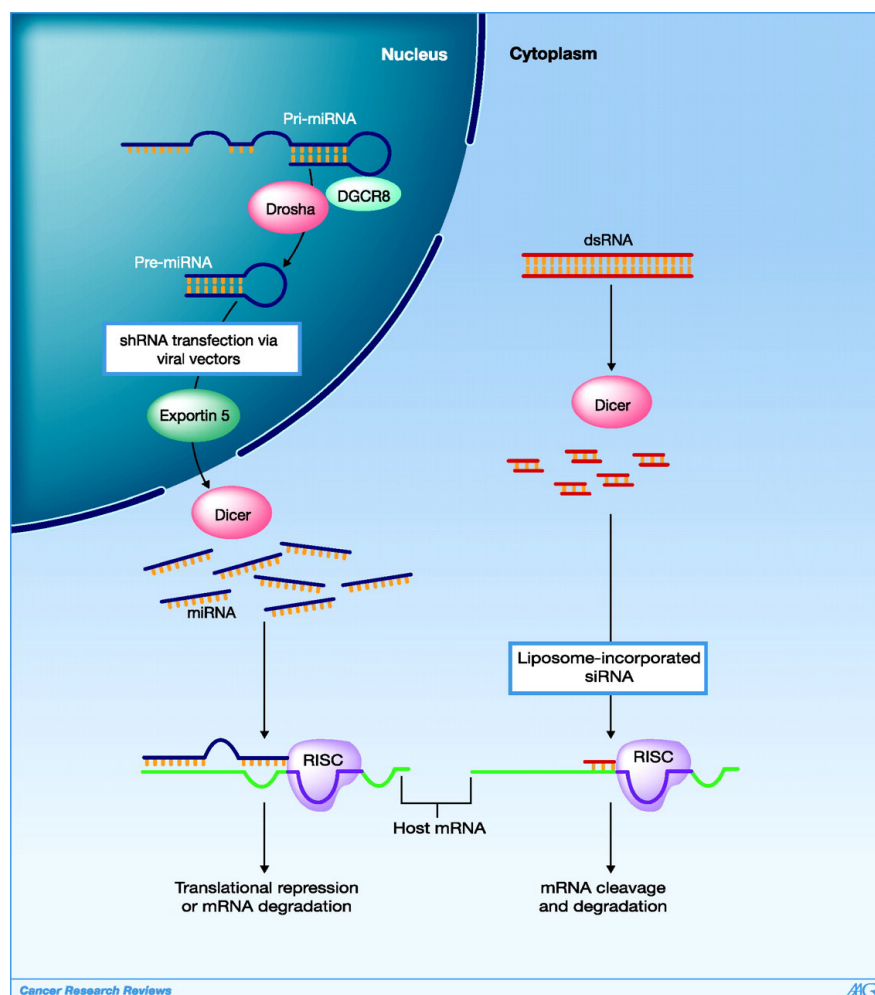 Nucleus
Cytoplasm
Pri-miRNA
DGCR8
Drosha
Pre-miRNA
shRNA transfection via
viral vectors
Exportin 5
Dicer
miRNA
dsRNA
Dicer
Liposome-incorporated
siRNA
RISC
RISC
Host mRNA
Translational repression
or mRNA degradation
mRNA cleavage
and degradation
Cancer Research Reviews